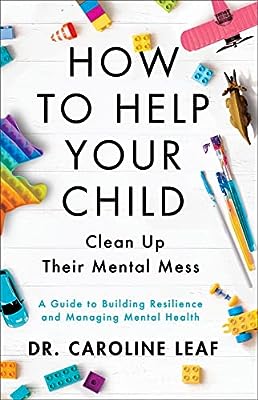 HOW
TO HELP
YOUR
CHILD
Clean Up
Their Mental Mess
A Guide to Building Resilience
and Managing Mental Health
DR. CAROLINE LEAF